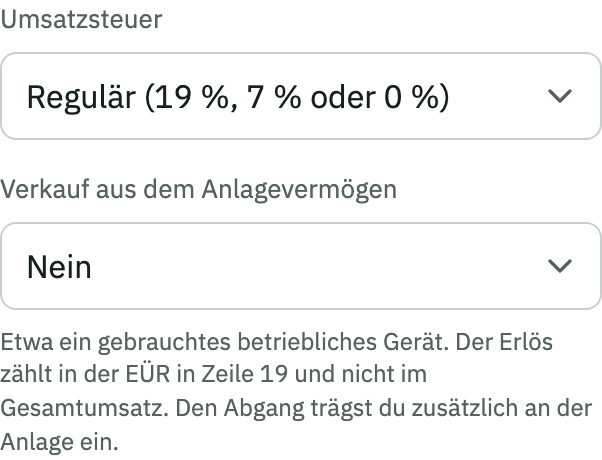 Umsatzsteuer
Regulär (19 %, 7 % oder 0 %)
Verkauf aus dem Anlagevermögen
Nein
Etwa ein gebrauchtes betriebliches Gerät. Der Erlös
zählt in der EÜR in Zeile 19 und nicht im
Gesamtumsatz. Den Abgang trägst du zusätzlich an der
Anlage ein.